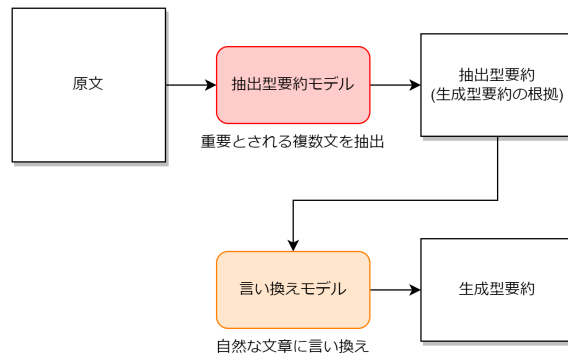 原文
抽出型要約モデル
重要とされる複数文を抽出
抽出型要約
(生成型要約の根拠)
言い換えモデル
自然な文章に言い換え
生成型要約